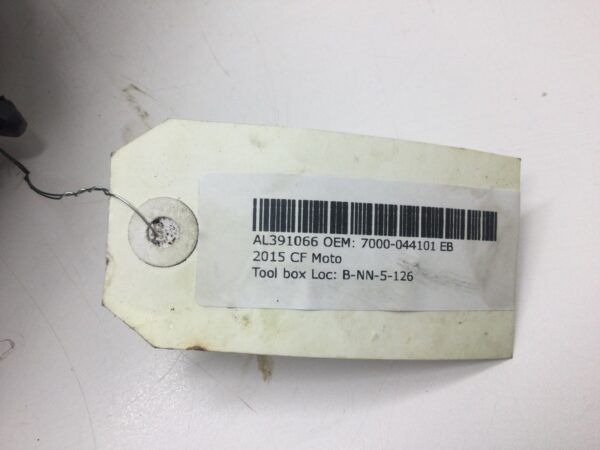 AL391066 OEM: 7000-044101 EB
2015 CF Moto
Tool box Loc: B-NN-5-126